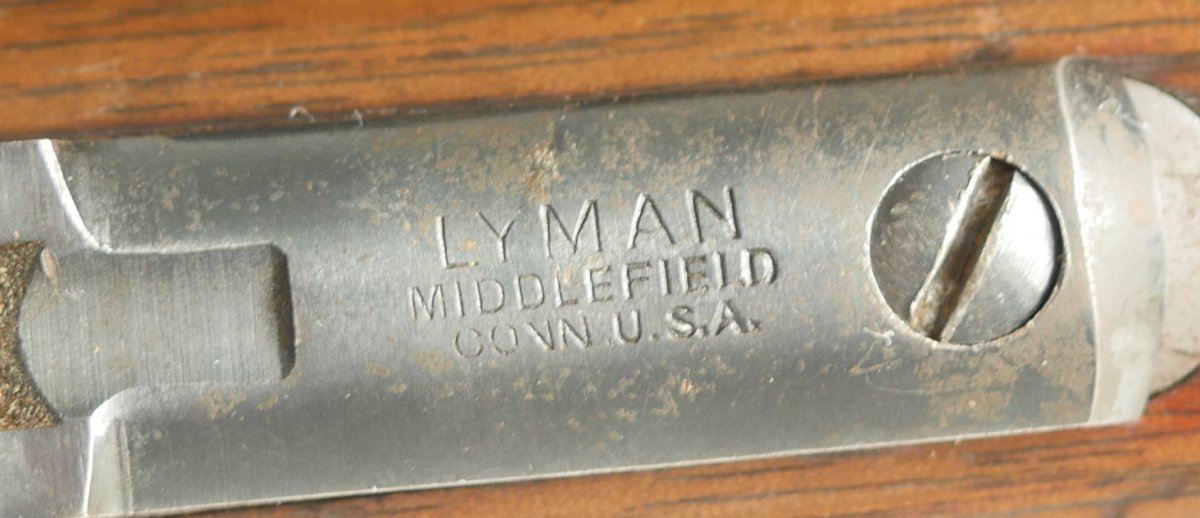 LYMAN
MIDDLEFIELD
CONN U.S.A.